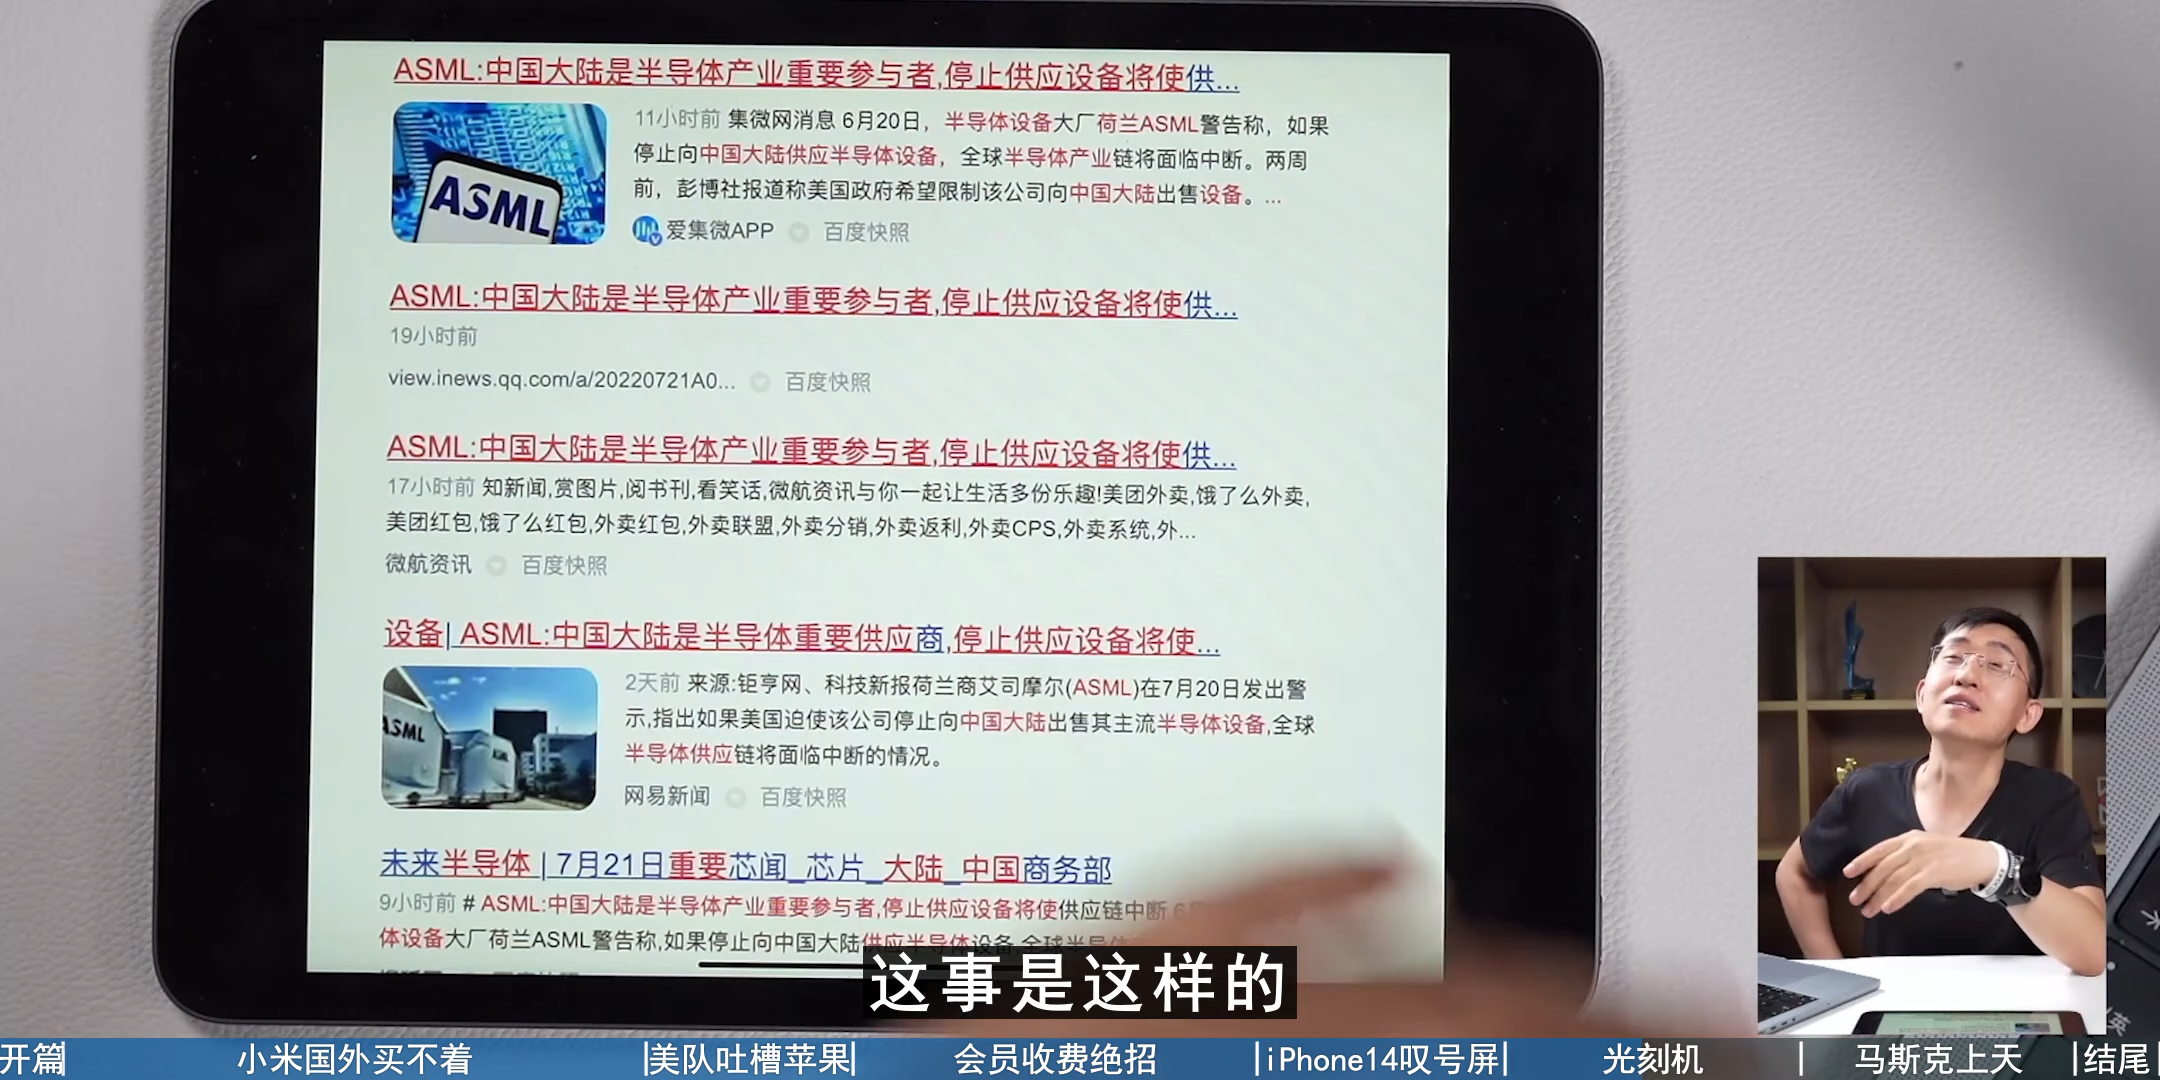 ASML:中国大陆是半导体产业重要参与者,停止供应设备将使供...
11小时前 集微网消息 6月20日，半导体设备大厂荷兰ASML警告称，如果
停止向中国大陆供应半导体设备，全球半导体产业链将面临中断。两周
前，彭博社报道称美国政府希望限制该公司向中国大陆出售设备。...
ASML
爱集微APP 百度快照
ASML:中国大陆是半导体产业重要参与者,停止供应设备将使供...
19小时前
view.inews.qq.com/a/20220721A0... 百度快照
ASML:中国大陆是半导体产业重要参与者,停止供应设备将使供...
17小时前 知新闻,赏图片,阅书刊,看笑话,微航资讯与你一起让生活多份乐趣!美团外卖,饿了么外卖,
美团红包,饿了么红包,外卖红包,外卖联盟,外卖分销,外卖返利,外卖CPS,外卖系统,外...
微航资讯 百度快照
设备| ASML:中国大陆是半导体重要供应商,停止供应设备将使...
2天前 来源:钜亨网、科技新报荷兰商艾司摩尔(ASML)在7月20日发出警
示,指出如果美国迫使该公司停止向中国大陆出售其主流半导体设备,全球
半导体供应链将面临中断的情况。
ASML
ASML
网易新闻 百度快照
未来半导体 | 7月21日重要芯闻_芯片_大陆_中国商务部
9小时前 # ASML:中国大陆是半导体产业重要参与者,停止供应设备将使供应链中断 6
体设备大厂荷兰ASML警告称,如果停止向中国大陆供应半导体设备,全球半导体
这事是这样的
英
开篇| 小米国外买不着 |美队吐槽苹果| 会员收费绝招 |iPhone14叹号屏| 光刻机 | 马斯克上天 |结尾|